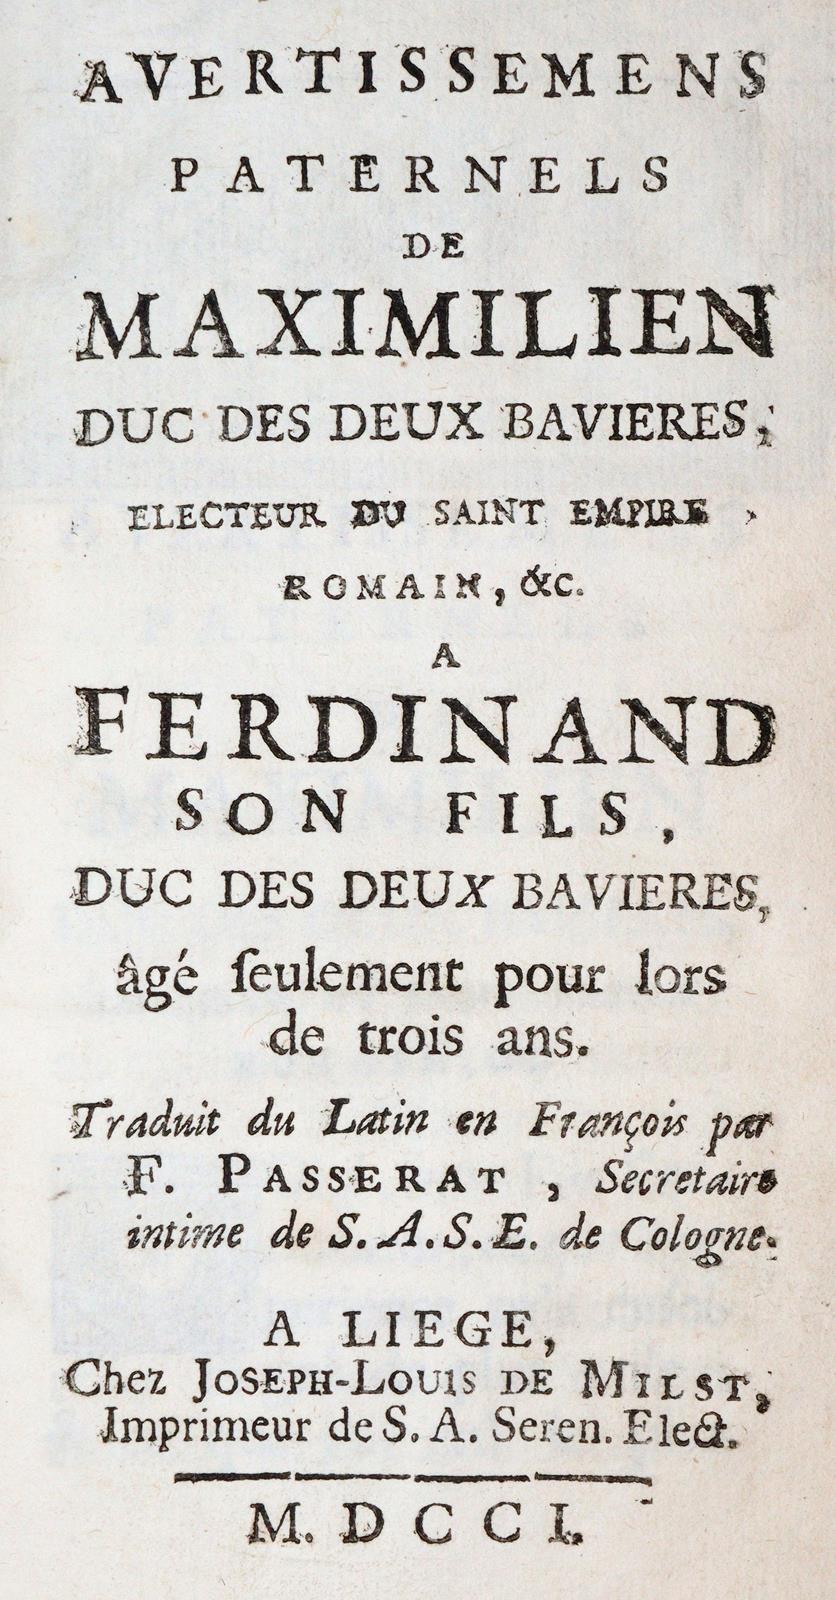 AVERTISSEMENS
PATERNELS
DE
MAXIMILIEN
DUC DES DEUX BAVIERES,
ELECTEUR DU SAINT EMPIRE
ROMAIN, &c.
A
FERDINAND
SON FILS,
DUC DES DEUX BAVIERES,
âgé ſeulement pour lors
de trois ans.
Traduit du Latin en François par
F. PASSERAT, Secretaire
intime de S. A. S. E. de Cologne.
A LIEGE,
Chez JOSEPH-LOUIS DE MILST,
Imprimeur de S. A. Seren. Elect.
M. D C C I.